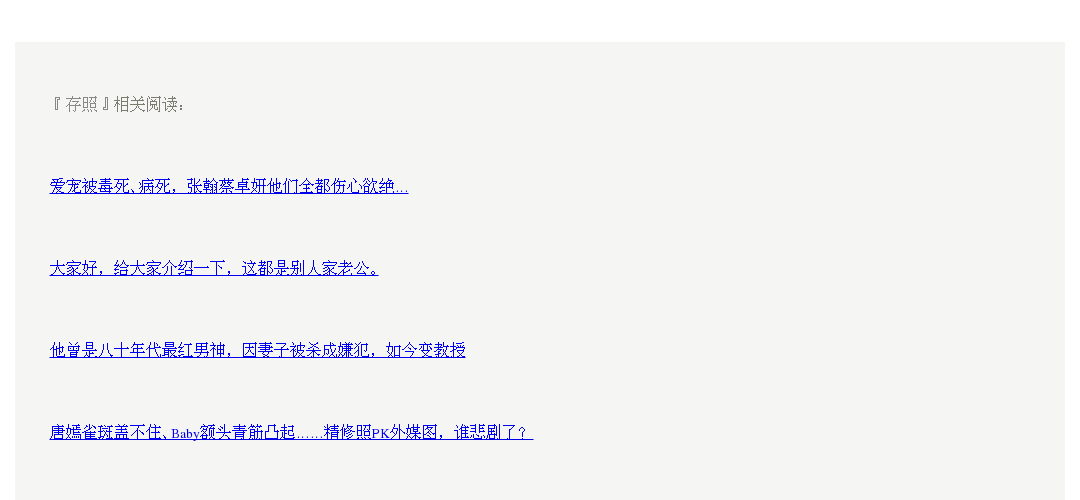 『存照』相关阅读：
爱宠被毒死、病死，张翰蔡卓妍他们全都伤心欲绝…
大家好，给大家介绍一下，这都是别人家老公。
他曾是八十年代最红男神，因妻子被杀成嫌犯，如今变教授
唐嫣雀斑盖不住、Baby额头青筋凸起……精修照PK外媒图，谁悲剧了？